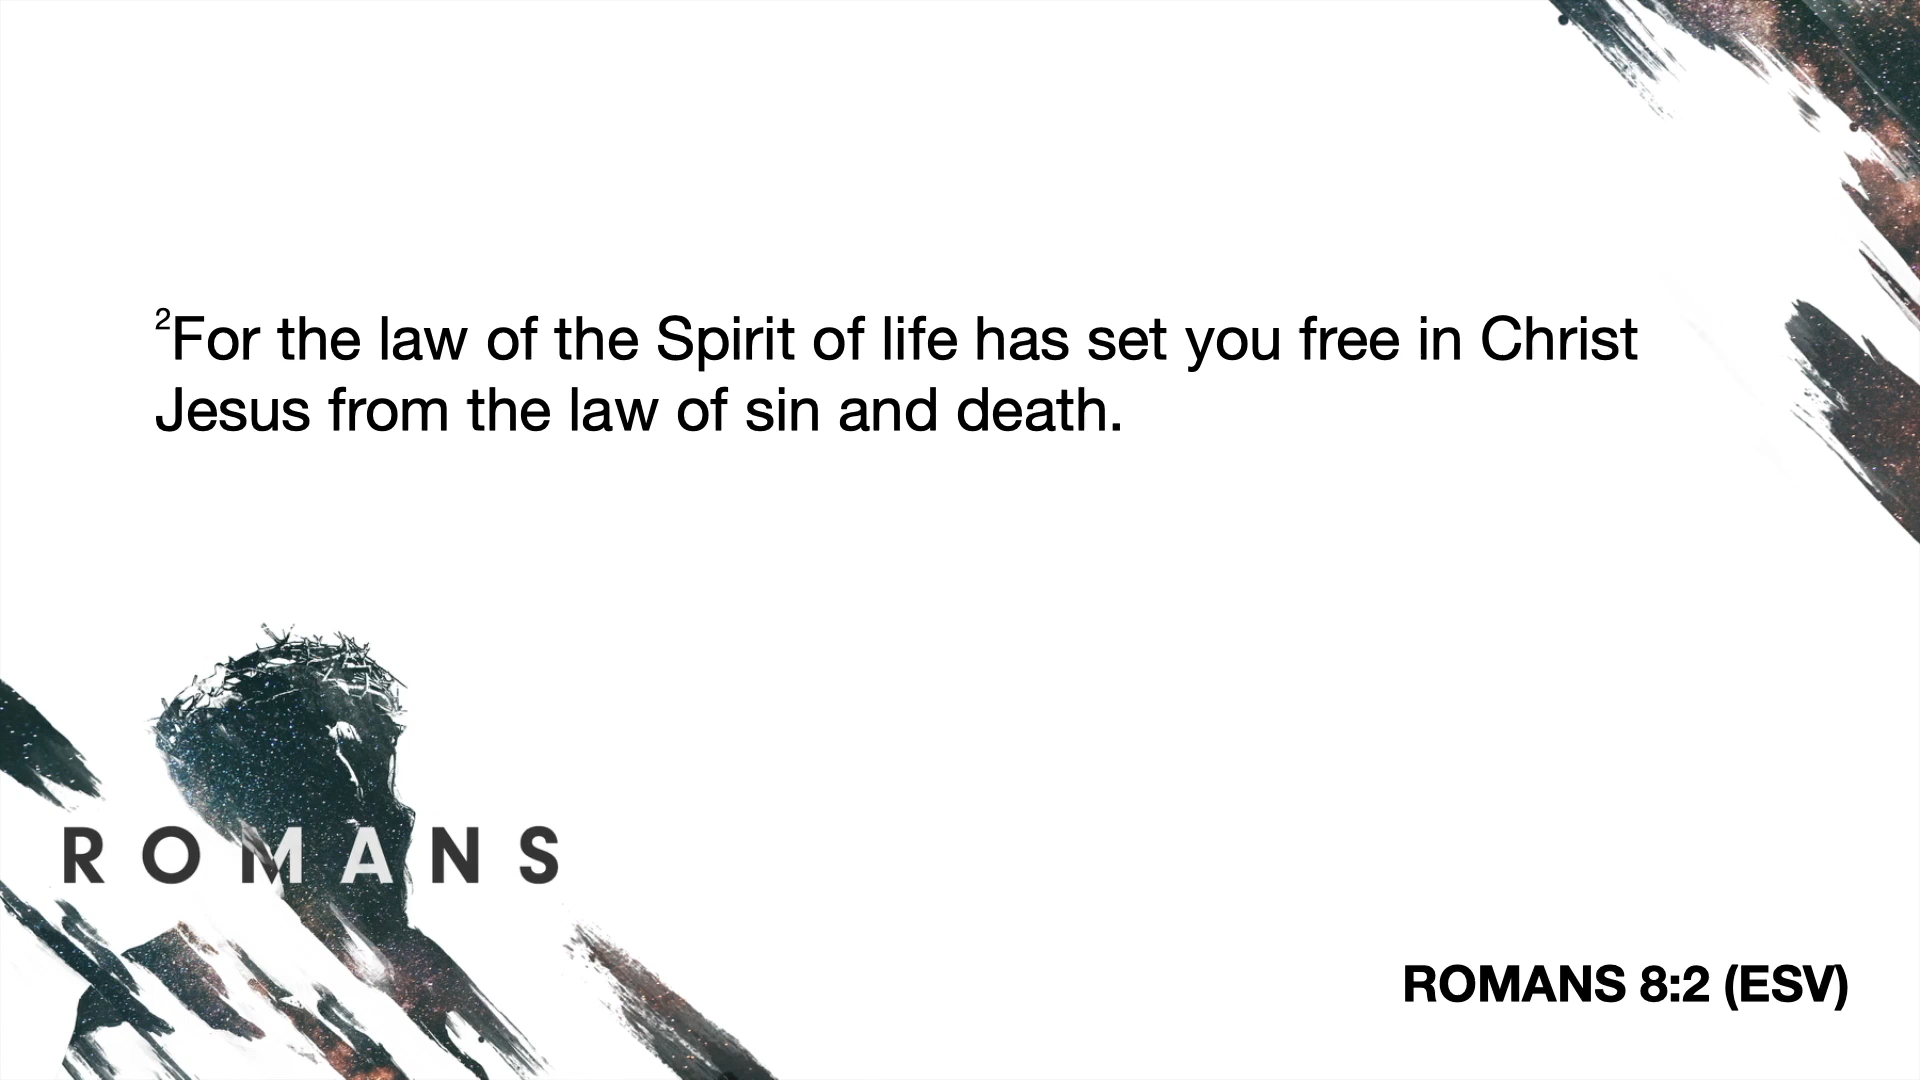 ²For the law of the Spirit of life has set you free in Christ
Jesus from the law of sin and death.
ROMANS
ROMANS 8:2 (ESV)